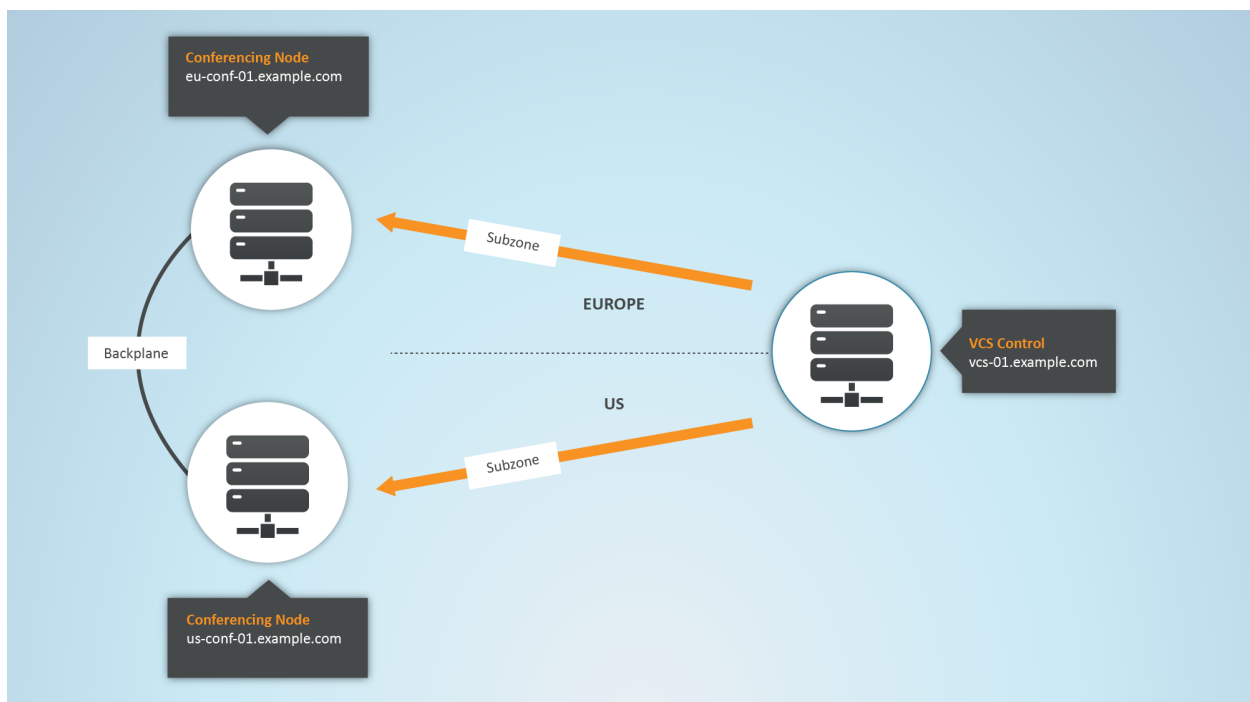 Conferencing Node
eu-conf-01.example.com
Subzone
EUROPE
Backplane
VCS Control
vcs-01.example.com
US
Subzone
Conferencing Node
us-conf-01.example.com